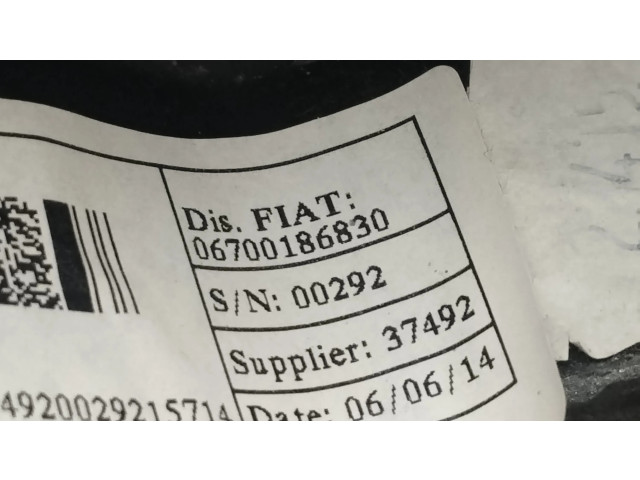 Dis. FIAT:
06700186830
S/N: 00292
Supplier: 37492
Date: 06/06/14
4920029215714